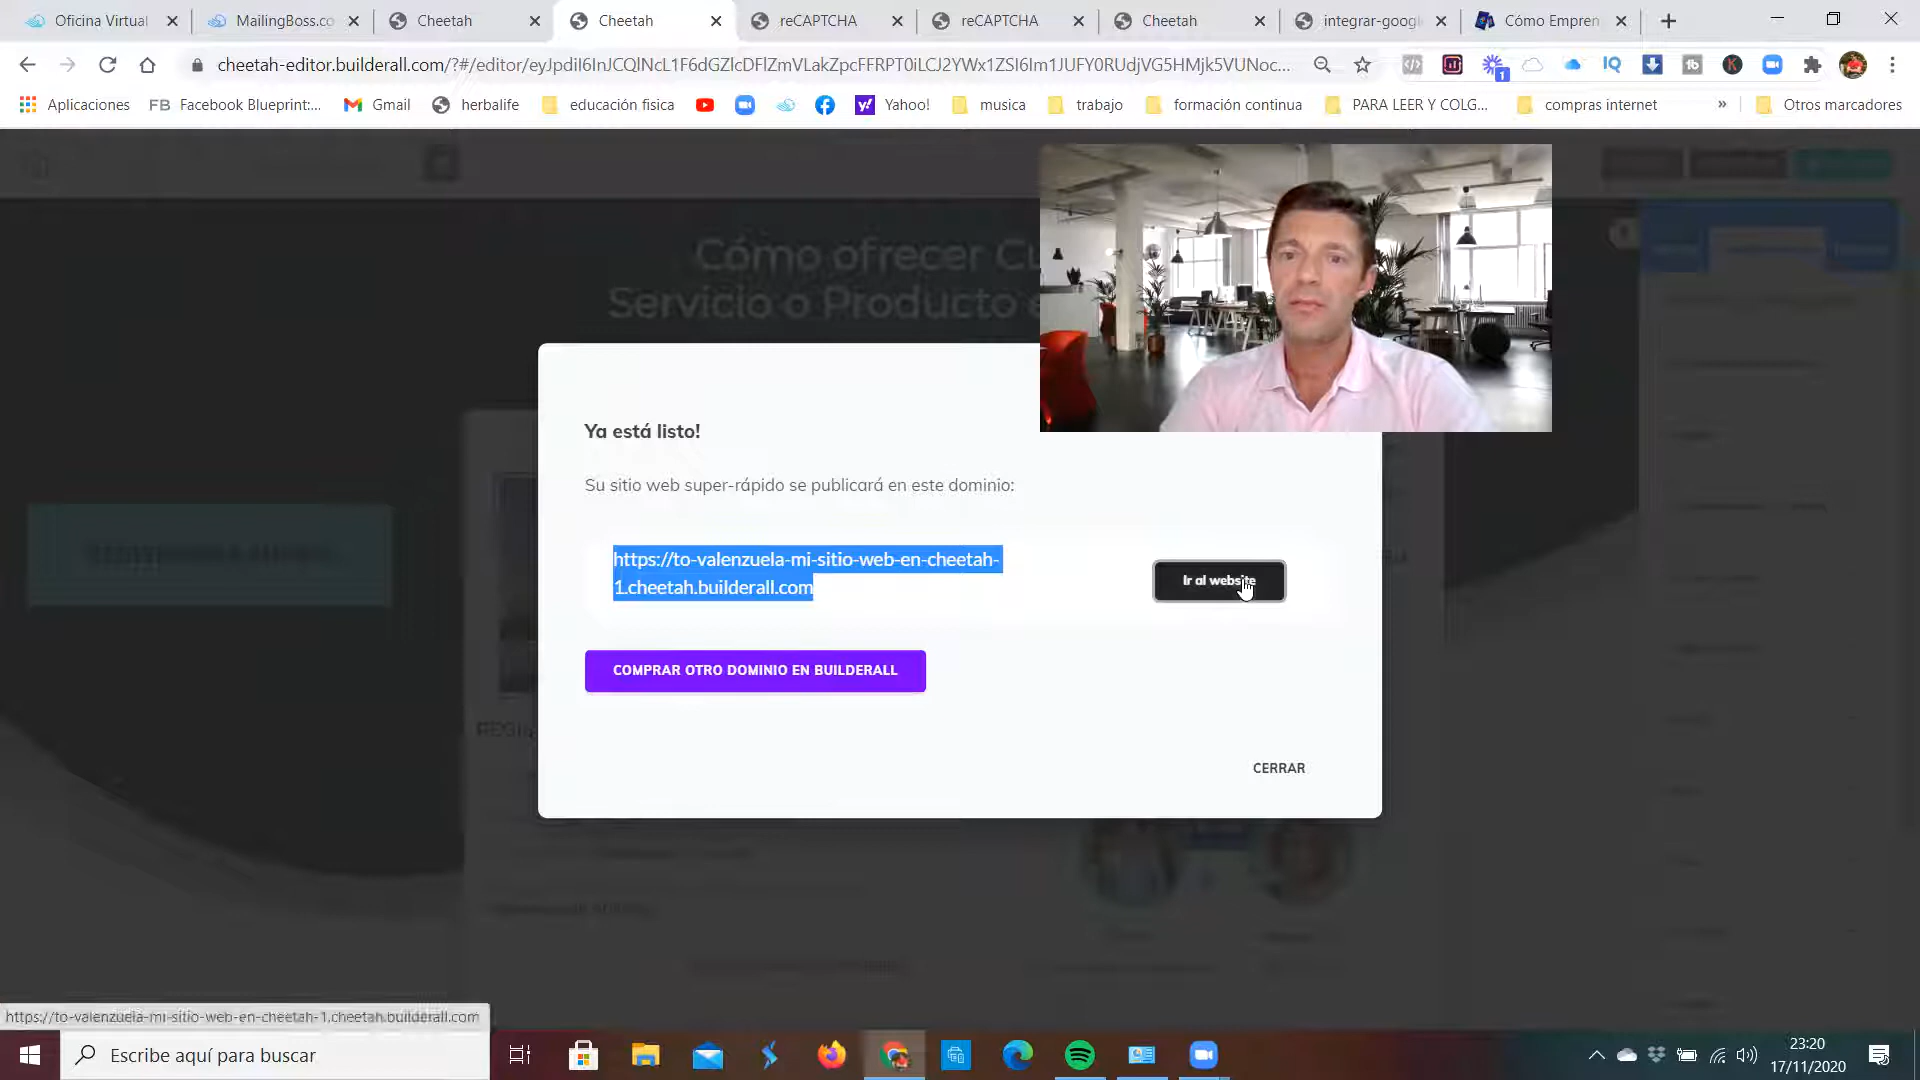 Oficina Virtual
MailingBoss.co
Cheetah
Cheetah
reCAPTCHA
reCAPTCHA
Cheetah
integrar-googl
Cómo Empren
cheetah-editor.builderall.com/?#/editor/eyJpdiI6InJCQlNcL1F6dGZlcDFlZmVLakZpcFFRPT0iLCJ2YWx1ZSI6Im1JUFY0RUdjVG5HMjk5VUNoc...
Aplicaciones
FB Facebook Blueprint:...
Gmail
herbalife
educación fisica
Yahoo!
musica
trabajo
formación continua
PARA LEER Y COLG...
compras internet
»
Otros marcadores
Cómo ofrecer Cu
Servicio o Producto
Ya está listo!
Su sitio web super-rápido se publicará en este dominio:
https://to-valenzuela-mi-sitio-web-en-cheetah-
1.cheetah.builderall.com
Ir al website
COMPRAR OTRO DOMINIO EN BUILDERALL
CERRAR
https://to-valenzuela-mi-sitio-web-en-cheetah-1.cheetah.builderall.com
Escribe aquí para buscar
23:20
17/11/2020